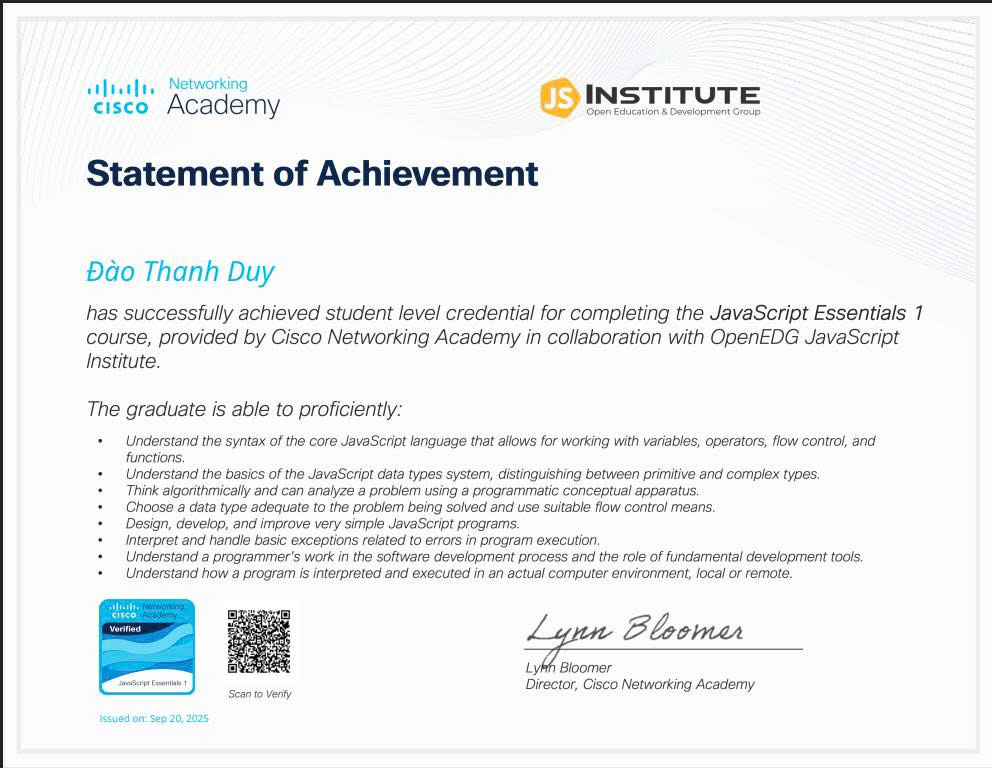 cisco
Networking
Academy
JS INSTITUTE
Open Education & Development Group
Statement of Achievement
Đào Thanh Duy
has successfully achieved student level credential for completing the JavaScript Essentials 1
course, provided by Cisco Networking Academy in collaboration with OpenEDG JavaScript
Institute.
The graduate is able to proficiently:
• Understand the syntax of the core JavaScript language that allows for working with variables, operators, flow control, and
functions.
• Understand the basics of the JavaScript data types system, distinguishing between primitive and complex types.
• Think algorithmically and can analyze a problem using a programmatic conceptual apparatus.
• Choose a data type adequate to the problem being solved and use suitable flow control means.
• Design, develop, and improve very simple JavaScript programs.
• Interpret and handle basic exceptions related to errors in program execution.
• Understand a programmer's work in the software development process and the role of fundamental development tools.
• Understand how a program is interpreted and executed in an actual computer environment, local or remote.
cisco
Networking
Academy
Verified
JavaScript Essentials 1
Scan to Verify
Issued on: Sep 20, 2025
Lynn Bloomer
Lynn Bloomer
Director, Cisco Networking Academy